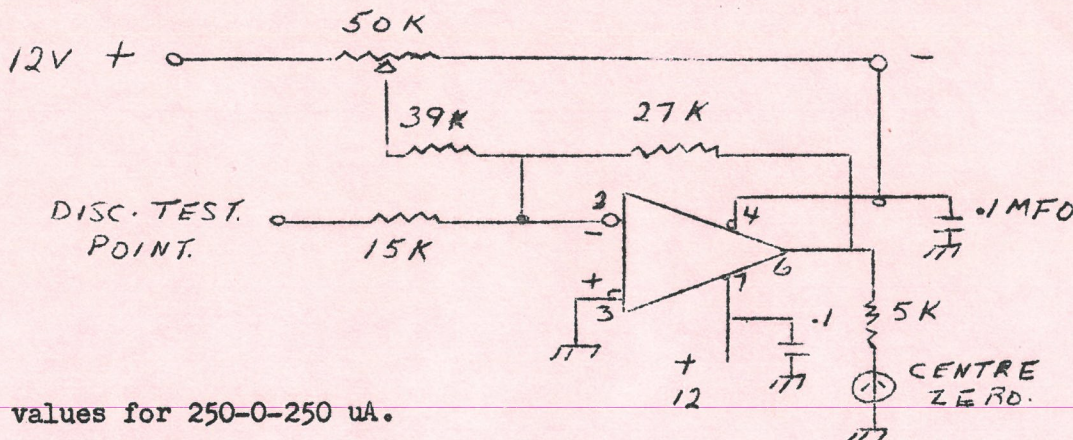 50K
12V +
-
39K
27K
DISC. TEST.
POINT.
15K
2
-
4
.1 MFD
+
3
7
6
.1
5K
+
12
CENTRE
ZERO.
values for 250-0-250 uA.